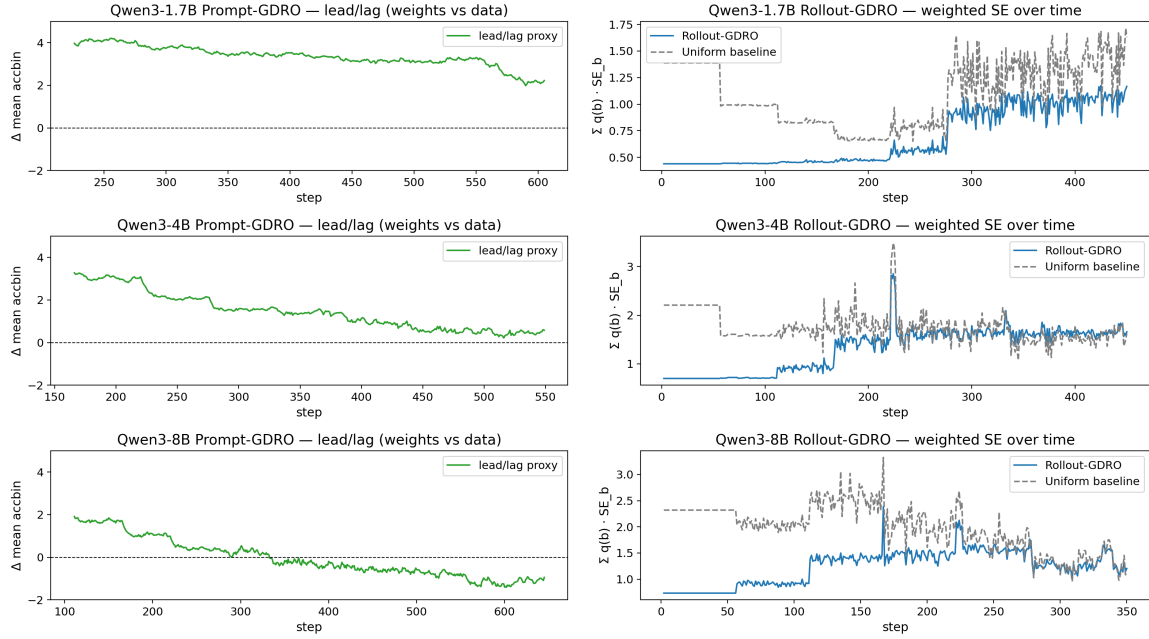 Qwen3-1.7B Prompt-GDRO — lead/lag (weights vs data)
lead/lag proxy
Δ mean accbin
4
2
0
−2
250
300
350
400
450
500
550
600
step
Qwen3-1.7B Rollout-GDRO — weighted SE over time
Rollout-GDRO
Uniform baseline
Σ q(b) · SE_b
1.75
1.50
1.25
1.00
0.75
0.50
0
100
200
300
400
step
Qwen3-4B Prompt-GDRO — lead/lag (weights vs data)
lead/lag proxy
Δ mean accbin
4
2
0
−2
150
200
250
300
350
400
450
500
550
step
Qwen3-4B Rollout-GDRO — weighted SE over time
Rollout-GDRO
Uniform baseline
Σ q(b) · SE_b
3
2
1
0
100
200
300
400
step
Qwen3-8B Prompt-GDRO — lead/lag (weights vs data)
lead/lag proxy
Δ mean accbin
4
2
0
−2
100
200
300
400
500
600
step
Qwen3-8B Rollout-GDRO — weighted SE over time
Rollout-GDRO
Uniform baseline
Σ q(b) · SE_b
3.0
2.5
2.0
1.5
1.0
0
50
100
150
200
250
300
350
step